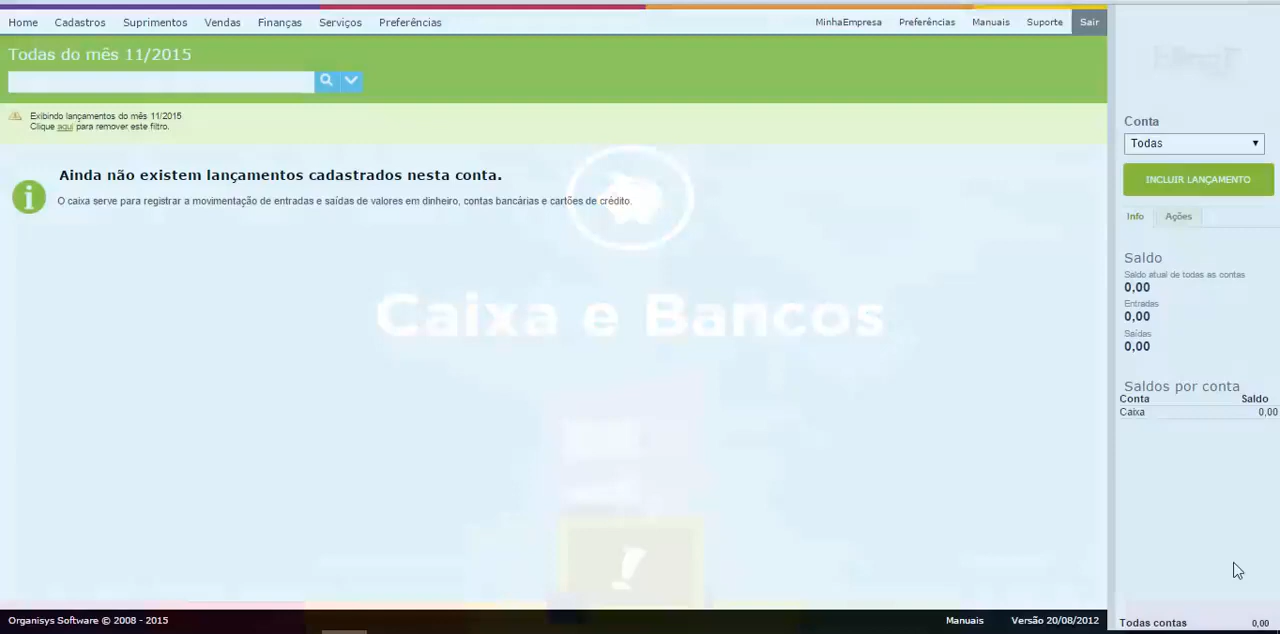 Home Cadastros Suprimentos Vendas Finanças Serviços Preferências MinhaEmpresa Preferências Manuais Suporte Sair
Todas do mês 11/2015
Exibindo lançamentos do mês 11/2015
Clique aqui para remover este filtro.
Ainda não existem lançamentos cadastrados nesta conta.
O caixa serve para registrar a movimentação de entradas e saídas de valores em dinheiro, contas bancárias e cartões de crédito.
Caixa e Bancos
!
Conta
Todas
INCLUIR LANÇAMENTO
Info Ações
Saldo
Saldo atual de todas as contas
0,00
Entradas
0,00
Saídas
0,00
Saldos por conta
Conta Saldo
Caixa 0,00
Todas contas 0,00
Organisys Software © 2008 - 2015 Manuais Versão 20/08/2012